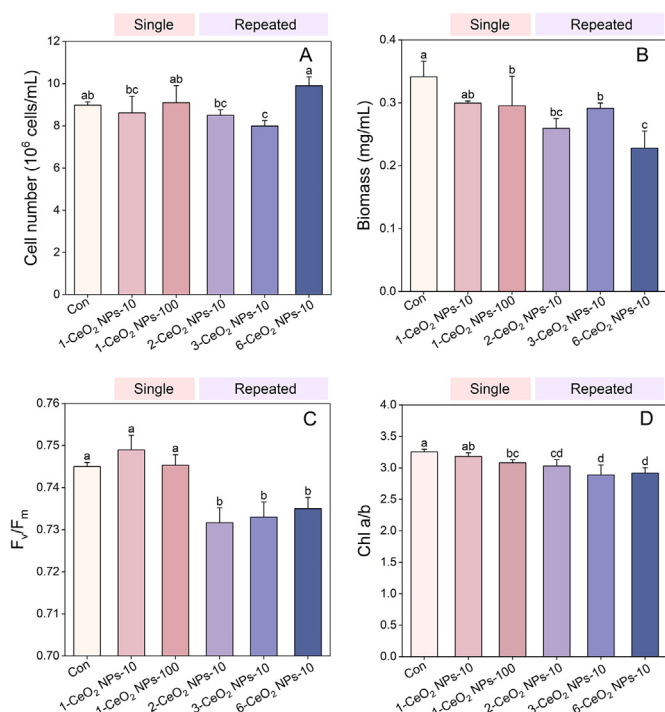 Single Repeated
A
Cell number (10⁶ cells/mL)
12
10
8
6
4
2
0
ab bc ab bc c a
Con 1-CeO₂ NPs-10 1-CeO₂ NPs-100 2-CeO₂ NPs-10 3-CeO₂ NPs-10 6-CeO₂ NPs-10
Single Repeated
B
Biomass (mg/mL)
0.4
0.3
0.2
0.1
0.0
a ab b bc b c
Con 1-CeO₂ NPs-10 1-CeO₂ NPs-100 2-CeO₂ NPs-10 3-CeO₂ NPs-10 6-CeO₂ NPs-10
Single Repeated
C
Fᵥ/Fₘ
0.76
0.75
0.74
0.73
0.72
0.71
0.70
a a a b b b
Con 1-CeO₂ NPs-10 1-CeO₂ NPs-100 2-CeO₂ NPs-10 3-CeO₂ NPs-10 6-CeO₂ NPs-10
Single Repeated
D
Chl a/b
4.0
3.5
3.0
2.5
2.0
1.5
1.0
0.5
0.0
a ab bc cd d d
Con 1-CeO₂ NPs-10 1-CeO₂ NPs-100 2-CeO₂ NPs-10 3-CeO₂ NPs-10 6-CeO₂ NPs-10